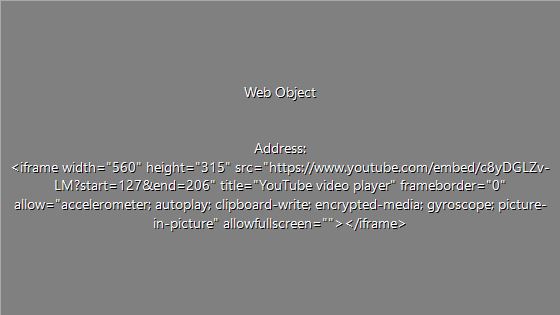 Web Object
Address:
<iframe width="560" height="315" src="https://www.youtube.com/embed/c8yDGLZv-
LM?start=127&end=206" title="YouTube video player" frameborder="0"
allow="accelerometer; autoplay; clipboard-write; encrypted-media; gyroscope; picture-
in-picture" allowfullscreen=""></iframe>